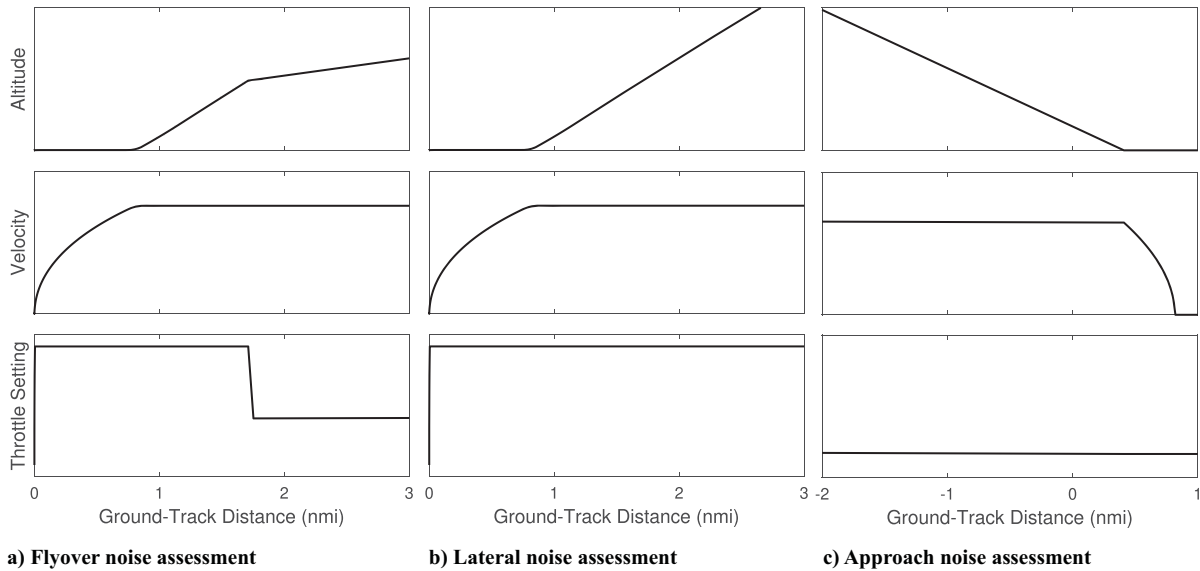 Altitude
Velocity
Throttle Setting
0 1 2 3
Ground-Track Distance (nmi)
a) Flyover noise assessment
0 1 2 3
Ground-Track Distance (nmi)
b) Lateral noise assessment
-2 -1 0 1
Ground-Track Distance (nmi)
c) Approach noise assessment